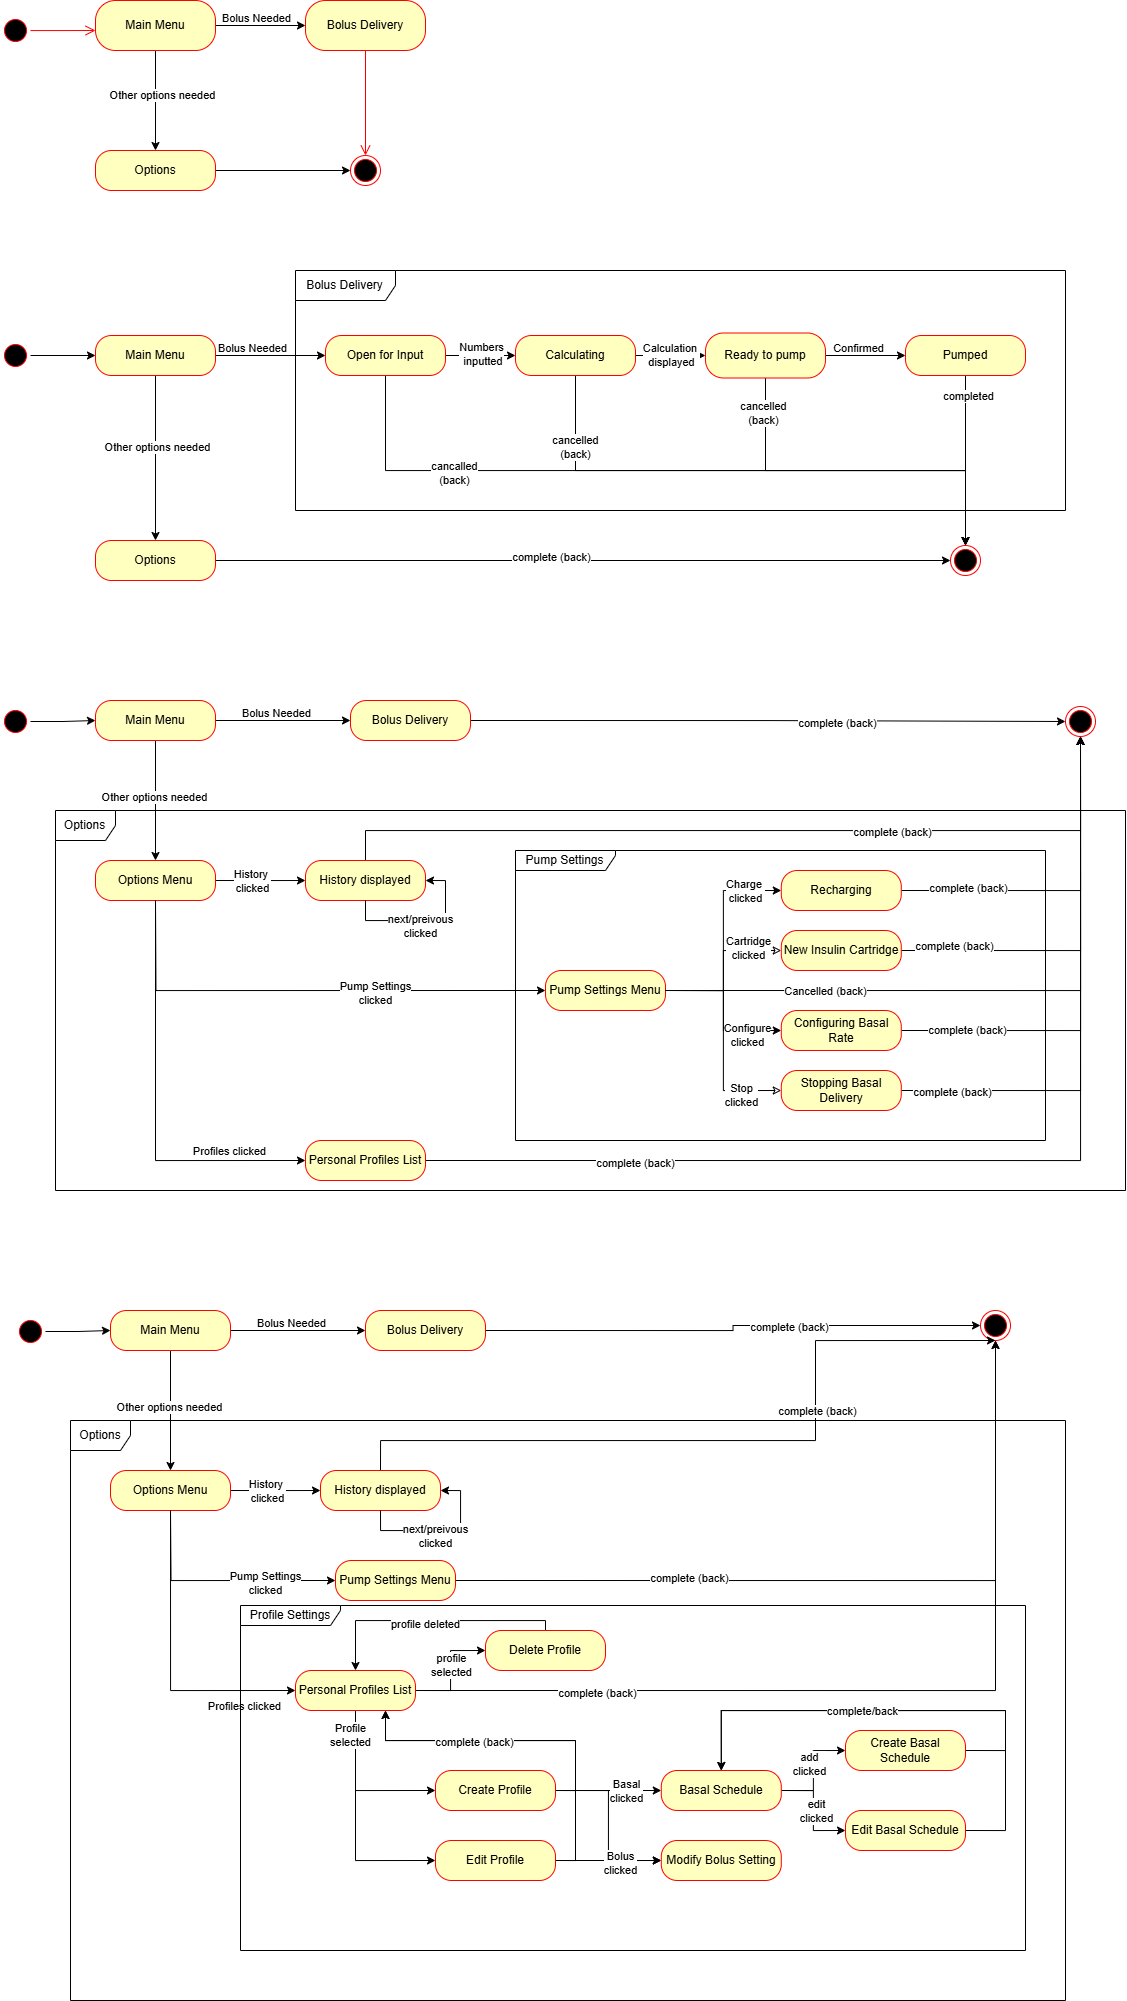 Main Menu
Bolus Needed
Bolus Delivery
Other options needed
Options
Bolus Delivery
Main Menu
Bolus Needed
Open for Input
Numbers
inputted
Calculating
Calculation
displayed
Ready to pump
Confirmed
Pumped
completed
cancelled
(back)
cancelled
(back)
cancalled
(back)
Other options needed
Options
complete (back)
Main Menu
Bolus Needed
Bolus Delivery
complete (back)
Other options needed
Options
complete (back)
Options Menu
History
clicked
History displayed
next/preivous
clicked
Pump Settings
Charge
clicked
Recharging
complete (back)
Cartridge
clicked
New Insulin Cartridge
complete (back)
Pump Settings
clicked
Pump Settings Menu
Cancelled (back)
Configure
clicked
Configuring Basal
Rate
complete (back)
Stop
clicked
Stopping Basal
Delivery
complete (back)
Profiles clicked
Personal Profiles List
complete (back)
Main Menu
Bolus Needed
Bolus Delivery
complete (back)
Other options needed
complete (back)
Options
Options Menu
History
clicked
History displayed
next/preivous
clicked
Pump Settings
clicked
Pump Settings Menu
complete (back)
Profile Settings
profile deleted
profile
selected
Delete Profile
Profiles clicked
Personal Profiles List
complete (back)
Profile
selected
complete (back)
complete/back
Create Profile
Basal
clicked
Basal Schedule
add
clicked
Create Basal
Schedule
edit
clicked
Edit Basal Schedule
Edit Profile
Bolus
clicked
Modify Bolus Setting